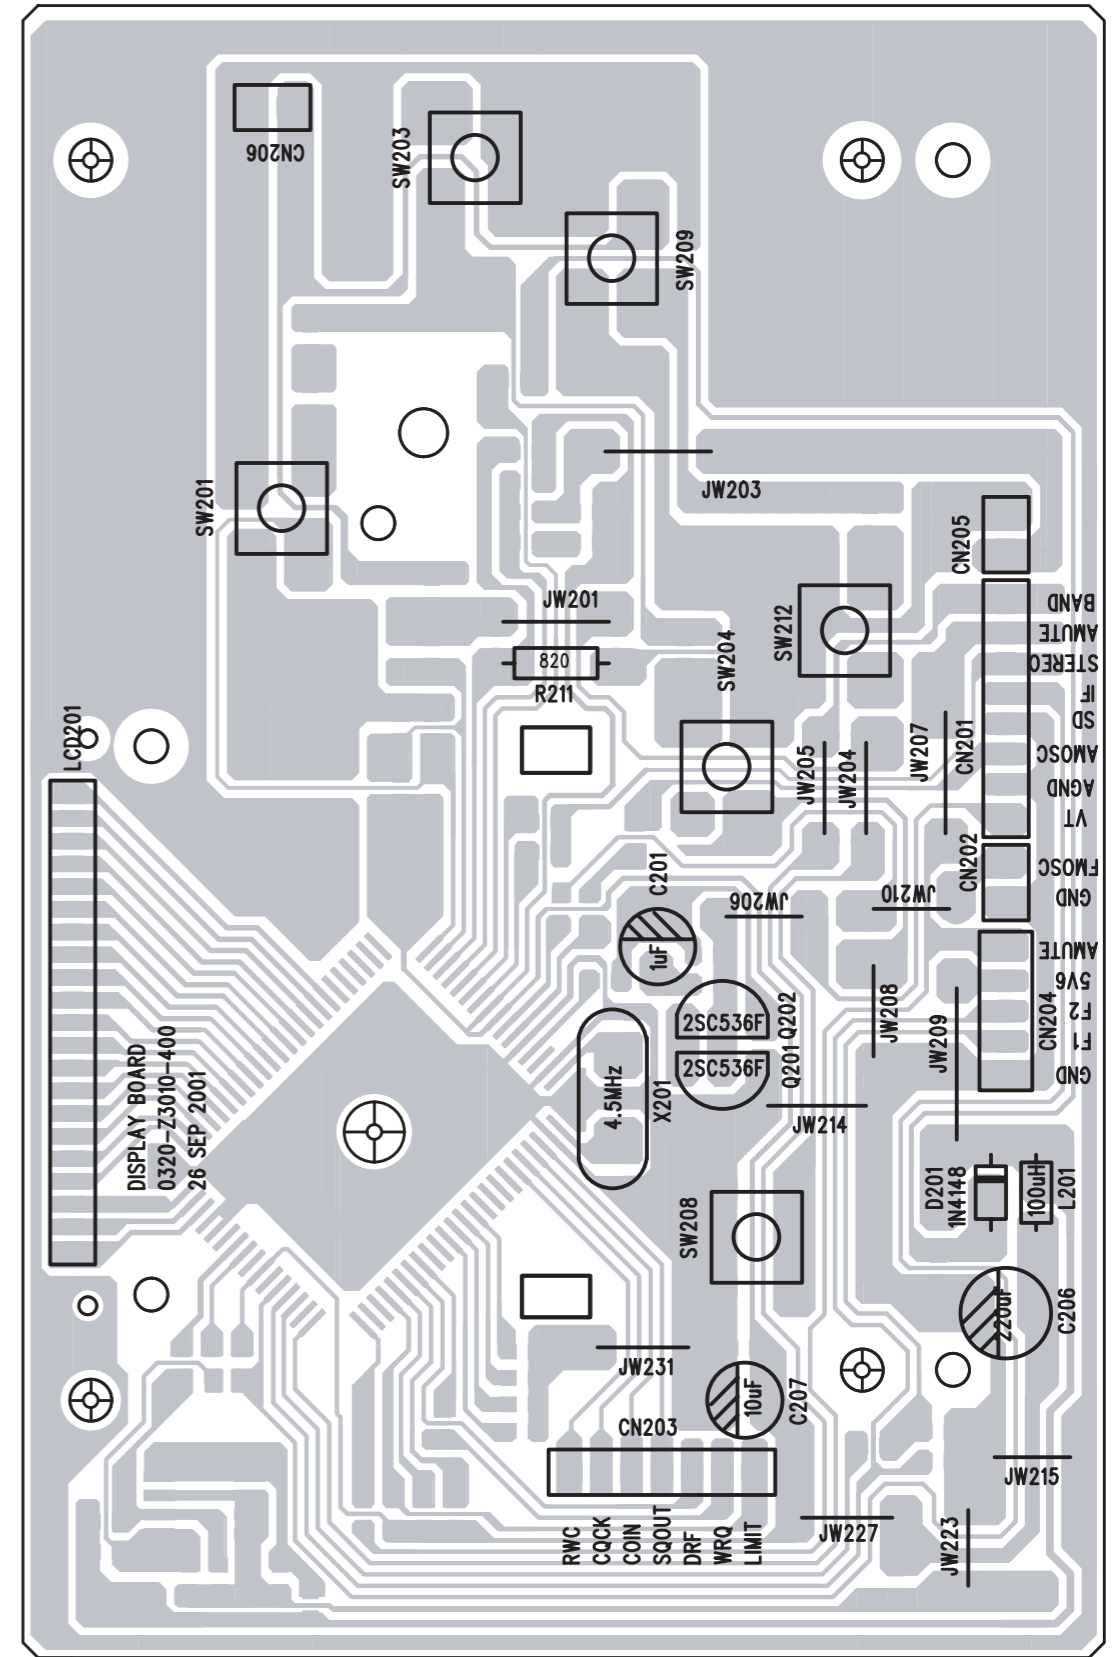 CN206
SW203
SW209
SW201
JW203
CN205
BAND
AMUTE
STEREO
IF
SD
AMOSC
AGND
VT
JW201
820
R211
SW212
SW204
LCD201
JW205
JW204
JW207
CN201
CN202
FMOSC
GND
C201
1uF
JW206
JW210
AMUTE
5V6
F2
F1
GND
CN204
2SC536F
Q202
2SC536F
Q201
JW208
JW209
DISPLAY BOARD
0320-Z3010-400
26 SEP 2001
4.5MHz
X201
JW214
D201
1N4148
100uH
L201
SW208
220uF
C206
JW231
10uF
C207
CN203
RWC
CQCK
COIN
SQOUT
DRF
WRQ
LIMIT
JW227
JW215
JW223